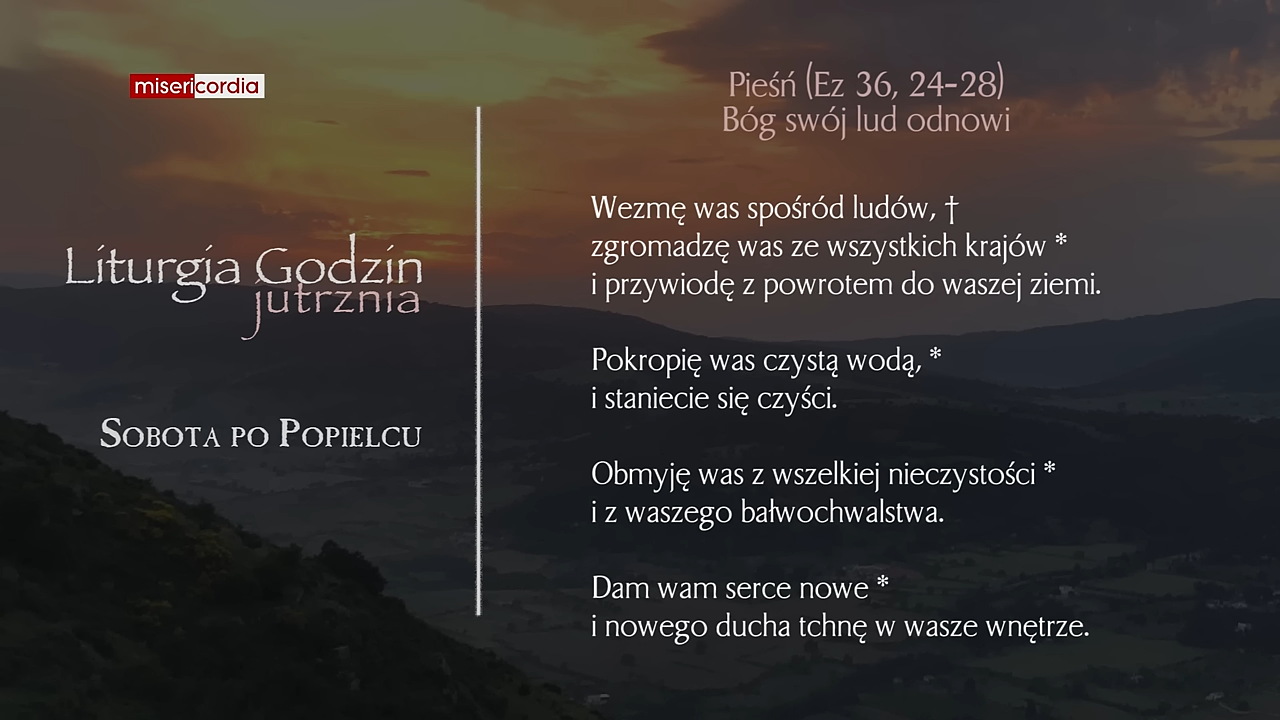 misericordia
Liturgia Godzin
jutrznia
Sobota po Popielcu
Pieśń (Ez 36, 24-28)
Bóg swój lud odnowi
Wezmę was spośród ludów, †
zgromadzę was ze wszystkich krajów *
i przywiodę z powrotem do waszej ziemi.
Pokropię was czystą wodą, *
i staniecie się czyści.
Obmyję was z wszelkiej nieczystości *
i z waszego bałwochwalstwa.
Dam wam serce nowe *
i nowego ducha tchnę w wasze wnętrze.